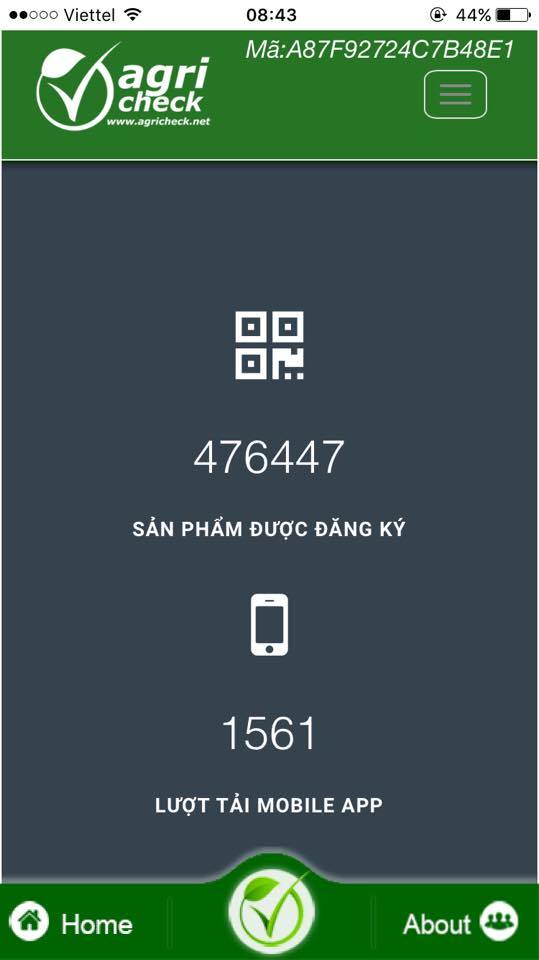 Viettel
08:43
44%
Mã:A87F92724C7B48E1
agri
check
www.agricheck.net
476447
SẢN PHẨM ĐƯỢC ĐĂNG KÝ
1561
LƯỢT TẢI MOBILE APP
Home
About